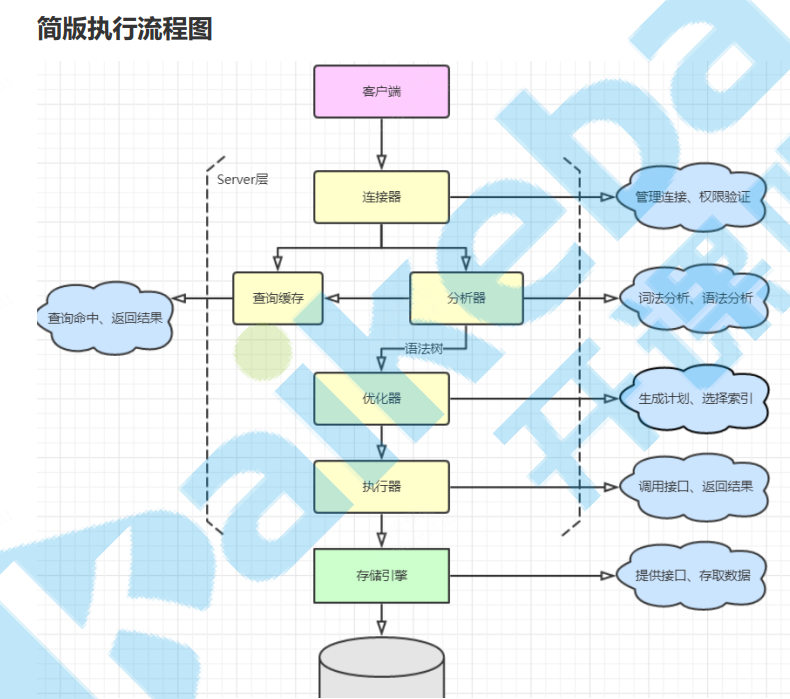 简版执行流程图
客户端
Server层
连接器
管理连接、权限验证
查询命中、返回结果
查询缓存
分析器
词法分析、语法分析
语法树
优化器
生成计划、选择索引
执行器
调用接口、返回结果
存储引擎
提供接口、存取数据
Kaikeba
开课吧